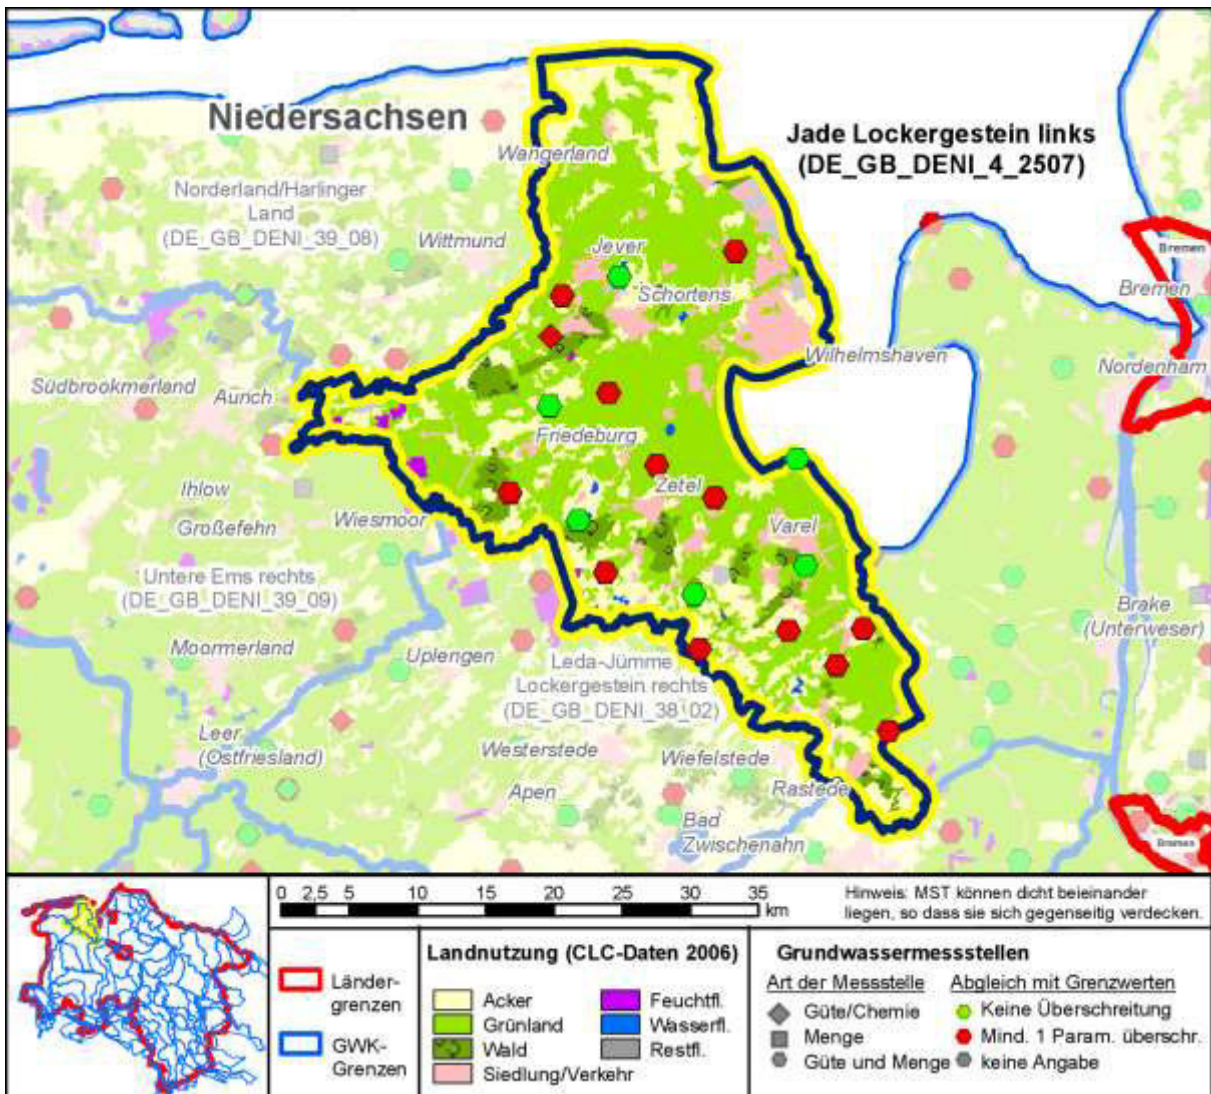 Niedersachsen
Jade Lockergestein links
(DE_GB_DENI_4_2507)
Wangerland
Norderland/Harlinger
Land
(DE_GB_DENI_39_08)
Wittmund
Jever
Schortens
Bremen
Bremen
Wilhelmshaven
Nordenham
Südbrookmerland
Aurich
Friedeburg
Zetel
Ihlow
Großefehn
Wiesmoor
Varel
Untere Ems rechts
(DE_GB_DENI_39_09)
Brake
(Unterweser)
Moormerland
Uplengen
Leda-Jümme
Lockergestein rechts
(DE_GB_DENI_38_02)
Leer
(Ostfriesland)
Westerstede
Wiefelstede
Apen
Rastede
Bad
Zwischenahn
Bremen
0 2,5 5 10 15 20 25 30 35
km
Hinweis: MST können dicht beieinander
liegen, so dass sie sich gegenseitig verdecken.
Länder-
grenzen
GWK-
Grenzen
Landnutzung (CLC-Daten 2006)
Acker
Grünland
Wald
Siedlung/Verkehr
Feuchtfl.
Wasserfl.
Restfl.
Grundwassermessstellen
Art der Messstelle
Güte/Chemie
Menge
Güte und Menge
Abgleich mit Grenzwerten
Keine Überschreitung
Mind. 1 Param. überschr.
keine Angabe